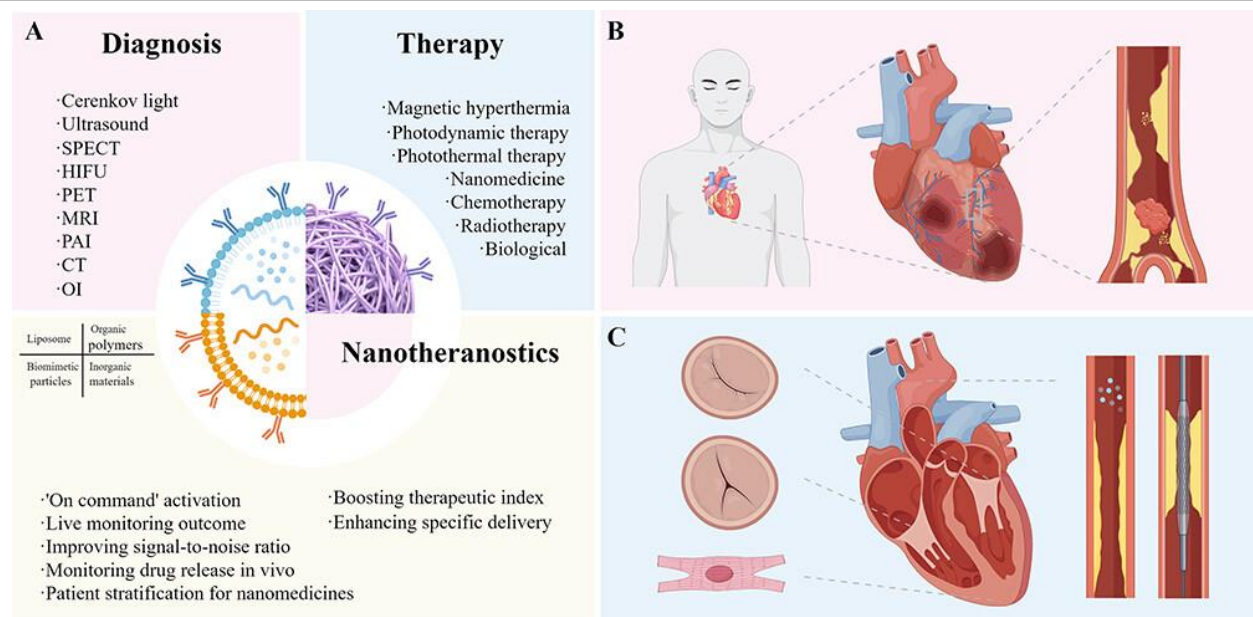 A
Diagnosis
·Cerenkov light
·Ultrasound
·SPECT
·HIFU
·PET
·MRI
·PAI
·CT
·OI
Therapy
·Magnetic hyperthermia
·Photodynamic therapy
·Photothermal therapy
·Nanomedicine
·Chemotherapy
·Radiotherapy
·Biological
Liposome
Organic
polymers
Biomimetic
particles
Inorganic
materials
Nanotheranostics
·'On command' activation
·Live monitoring outcome
·Improving signal-to-noise ratio
·Monitoring drug release in vivo
·Patient stratification for nanomedicines
·Boosting therapeutic index
·Enhancing specific delivery
B
C